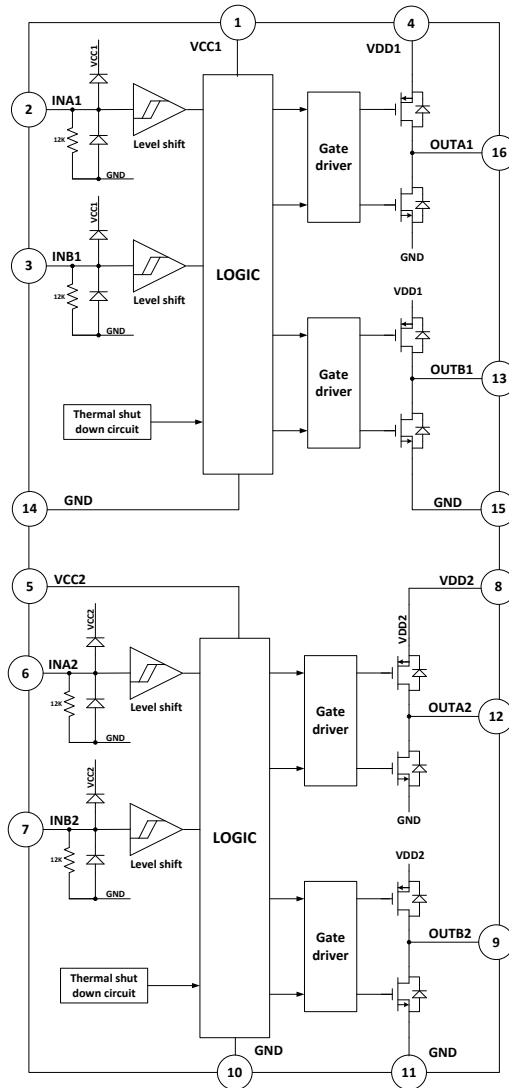 1
4
VCC1
VDD1
VCC1
2
INA1
12K
GND
Level shift
Gate
driver
OUTA1
16
GND
VCC1
3
INB1
12K
GND
Level shift
LOGIC
VDD1
Gate
driver
OUTB1
13
Thermal shut
down circuit
14
GND
GND
15
5
VCC2
VDD2
8
VDD2
VCC2
6
INA2
12K
GND
Level shift
Gate
driver
OUTA2
12
GND
VCC2
7
INB2
12K
GND
Level shift
LOGIC
VDD2
Gate
driver
OUTB2
9
Thermal shut
down circuit
GND
GND
10
11